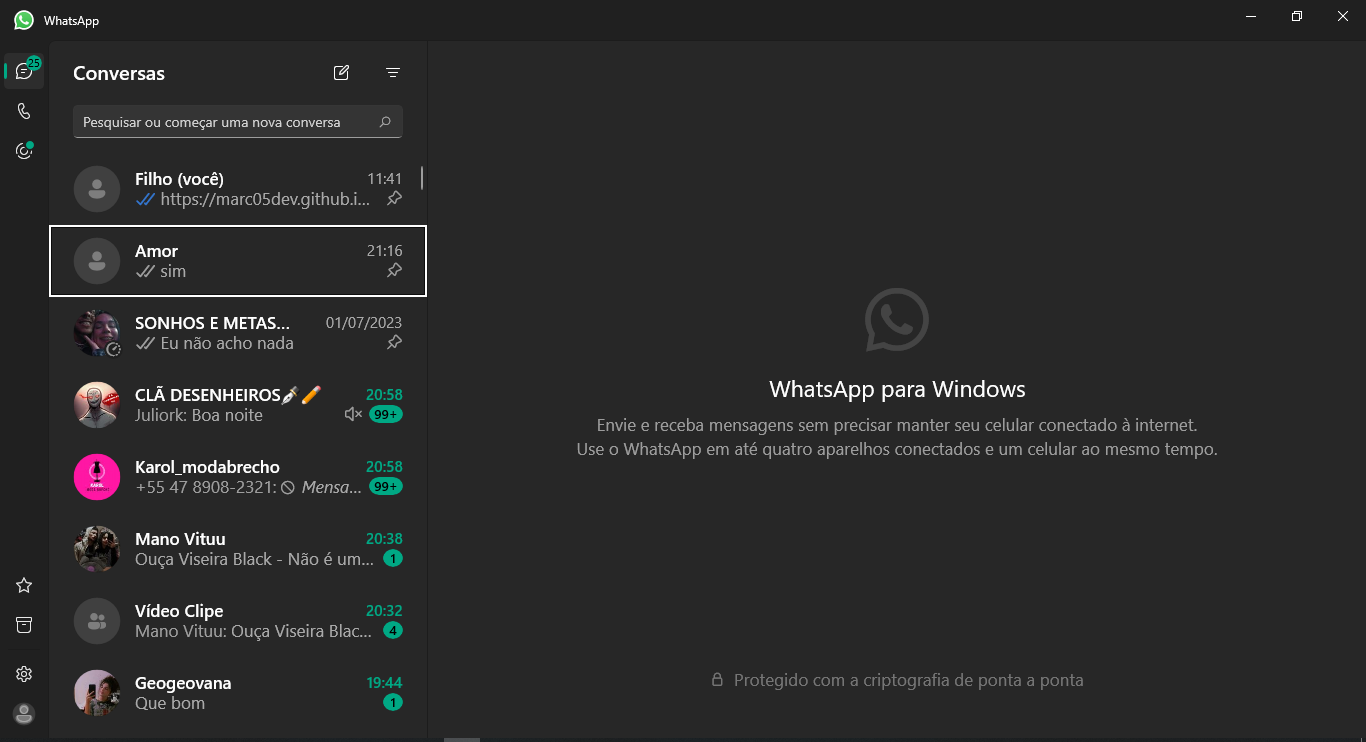 WhatsApp
25
Conversas
Pesquisar ou começar uma nova conversa
Filho (você) 11:41
https://marc05dev.github.i...
Amor 21:16
sim
SONHOS E METAS... 01/07/2023
Eu não acho nada
CLÃ DESENHEIROS🖋️✏️ 20:58
Juliork: Boa noite 99+
Karol_modabrecho 20:58
+55 47 8908-2321: 🚫 Mensa... 99+
Mano Vituu 20:38
Ouça Viseira Black - Não é um... 1
Vídeo Clipe 20:32
Mano Vituu: Ouça Viseira Blac... 4
Geogeovana 19:44
Que bom 1
WhatsApp para Windows
Envie e receba mensagens sem precisar manter seu celular conectado à internet.
Use o WhatsApp em até quatro aparelhos conectados e um celular ao mesmo tempo.
Protegido com a criptografia de ponta a ponta